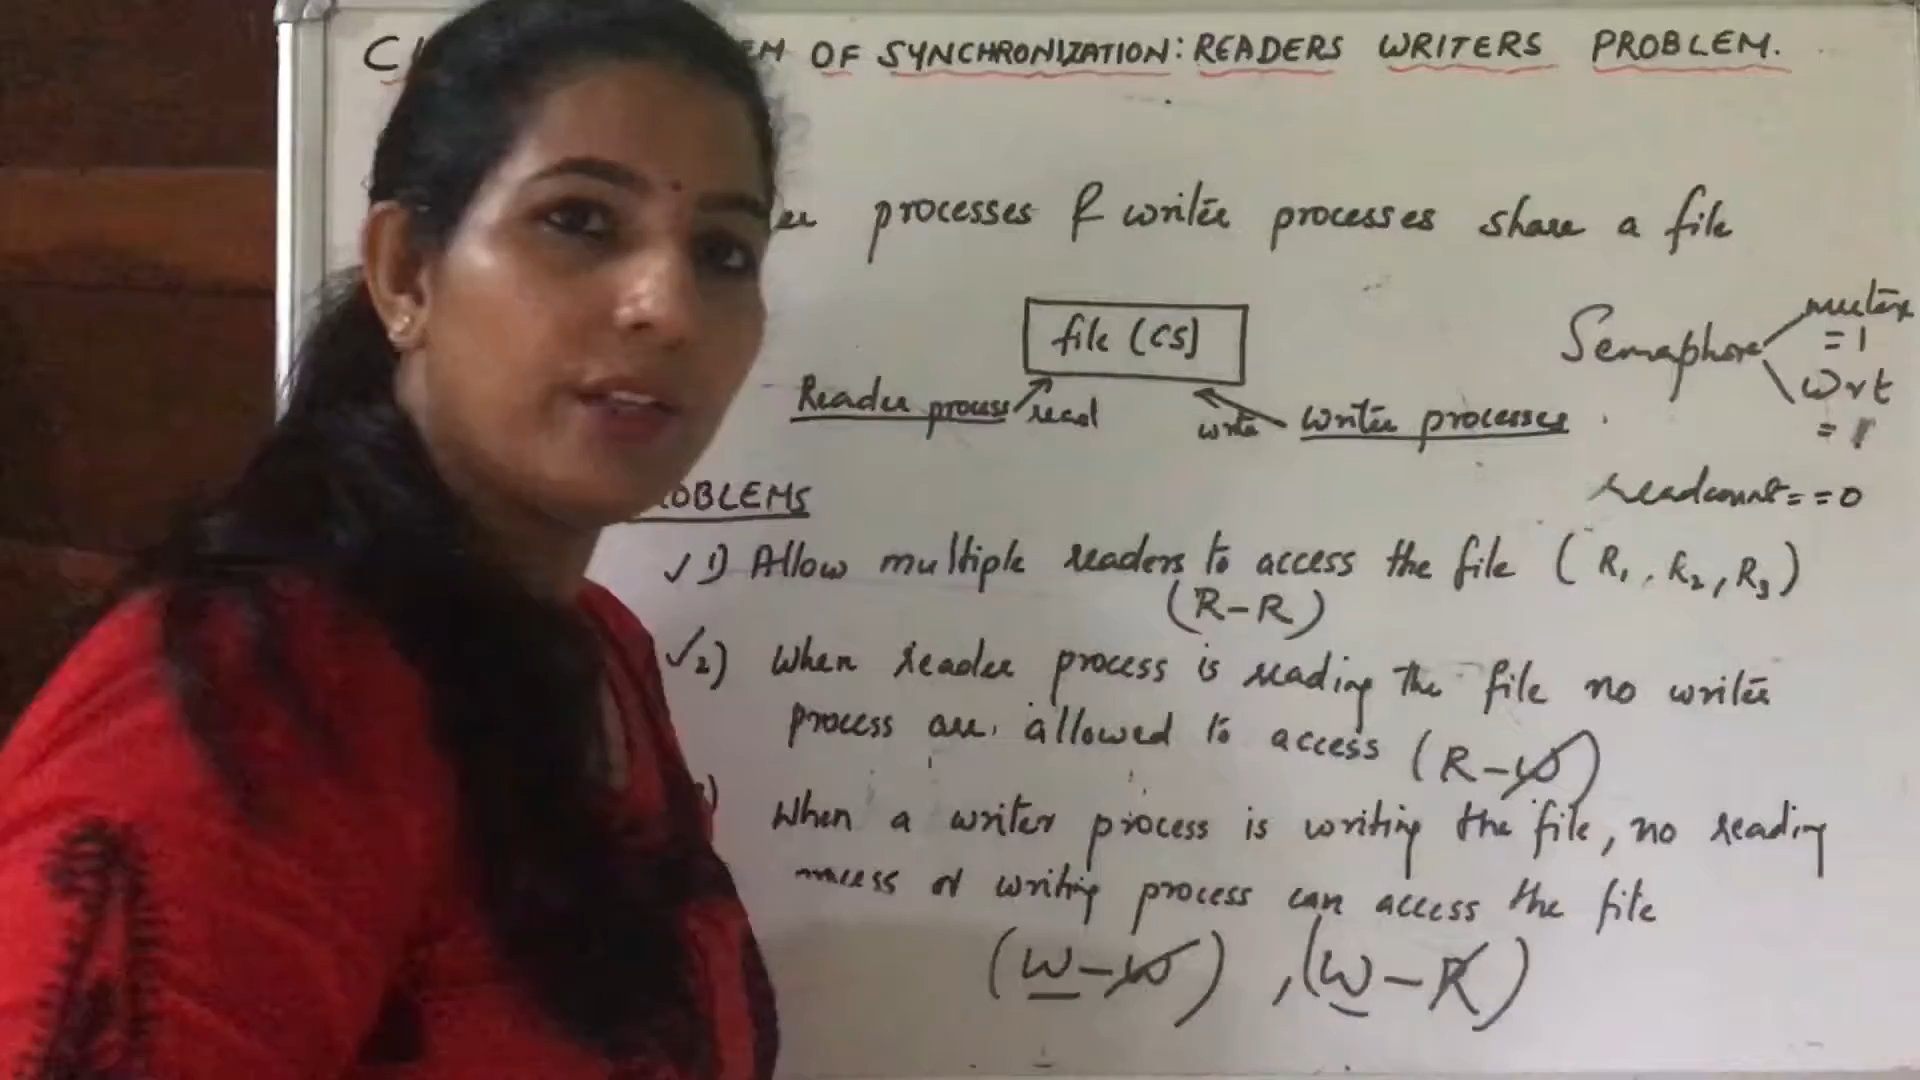 OF SYNCHRONIZATION: READERS WRITERS PROBLEM.
processes & writer processes share a file
file (CS)
Semaphore
mutex
= 1
wrt
= 1
Reader process read
write writer processes
readcount = = 0
1) Allow multiple readers to access the file ( R1, R2, R3 )
(R-R)
2) When reader process is reading the file no writer
process are allowed to access (R-W)
When a writer process is writing the file, no reading
or writing process can access the file
(W-W) , (W-R)